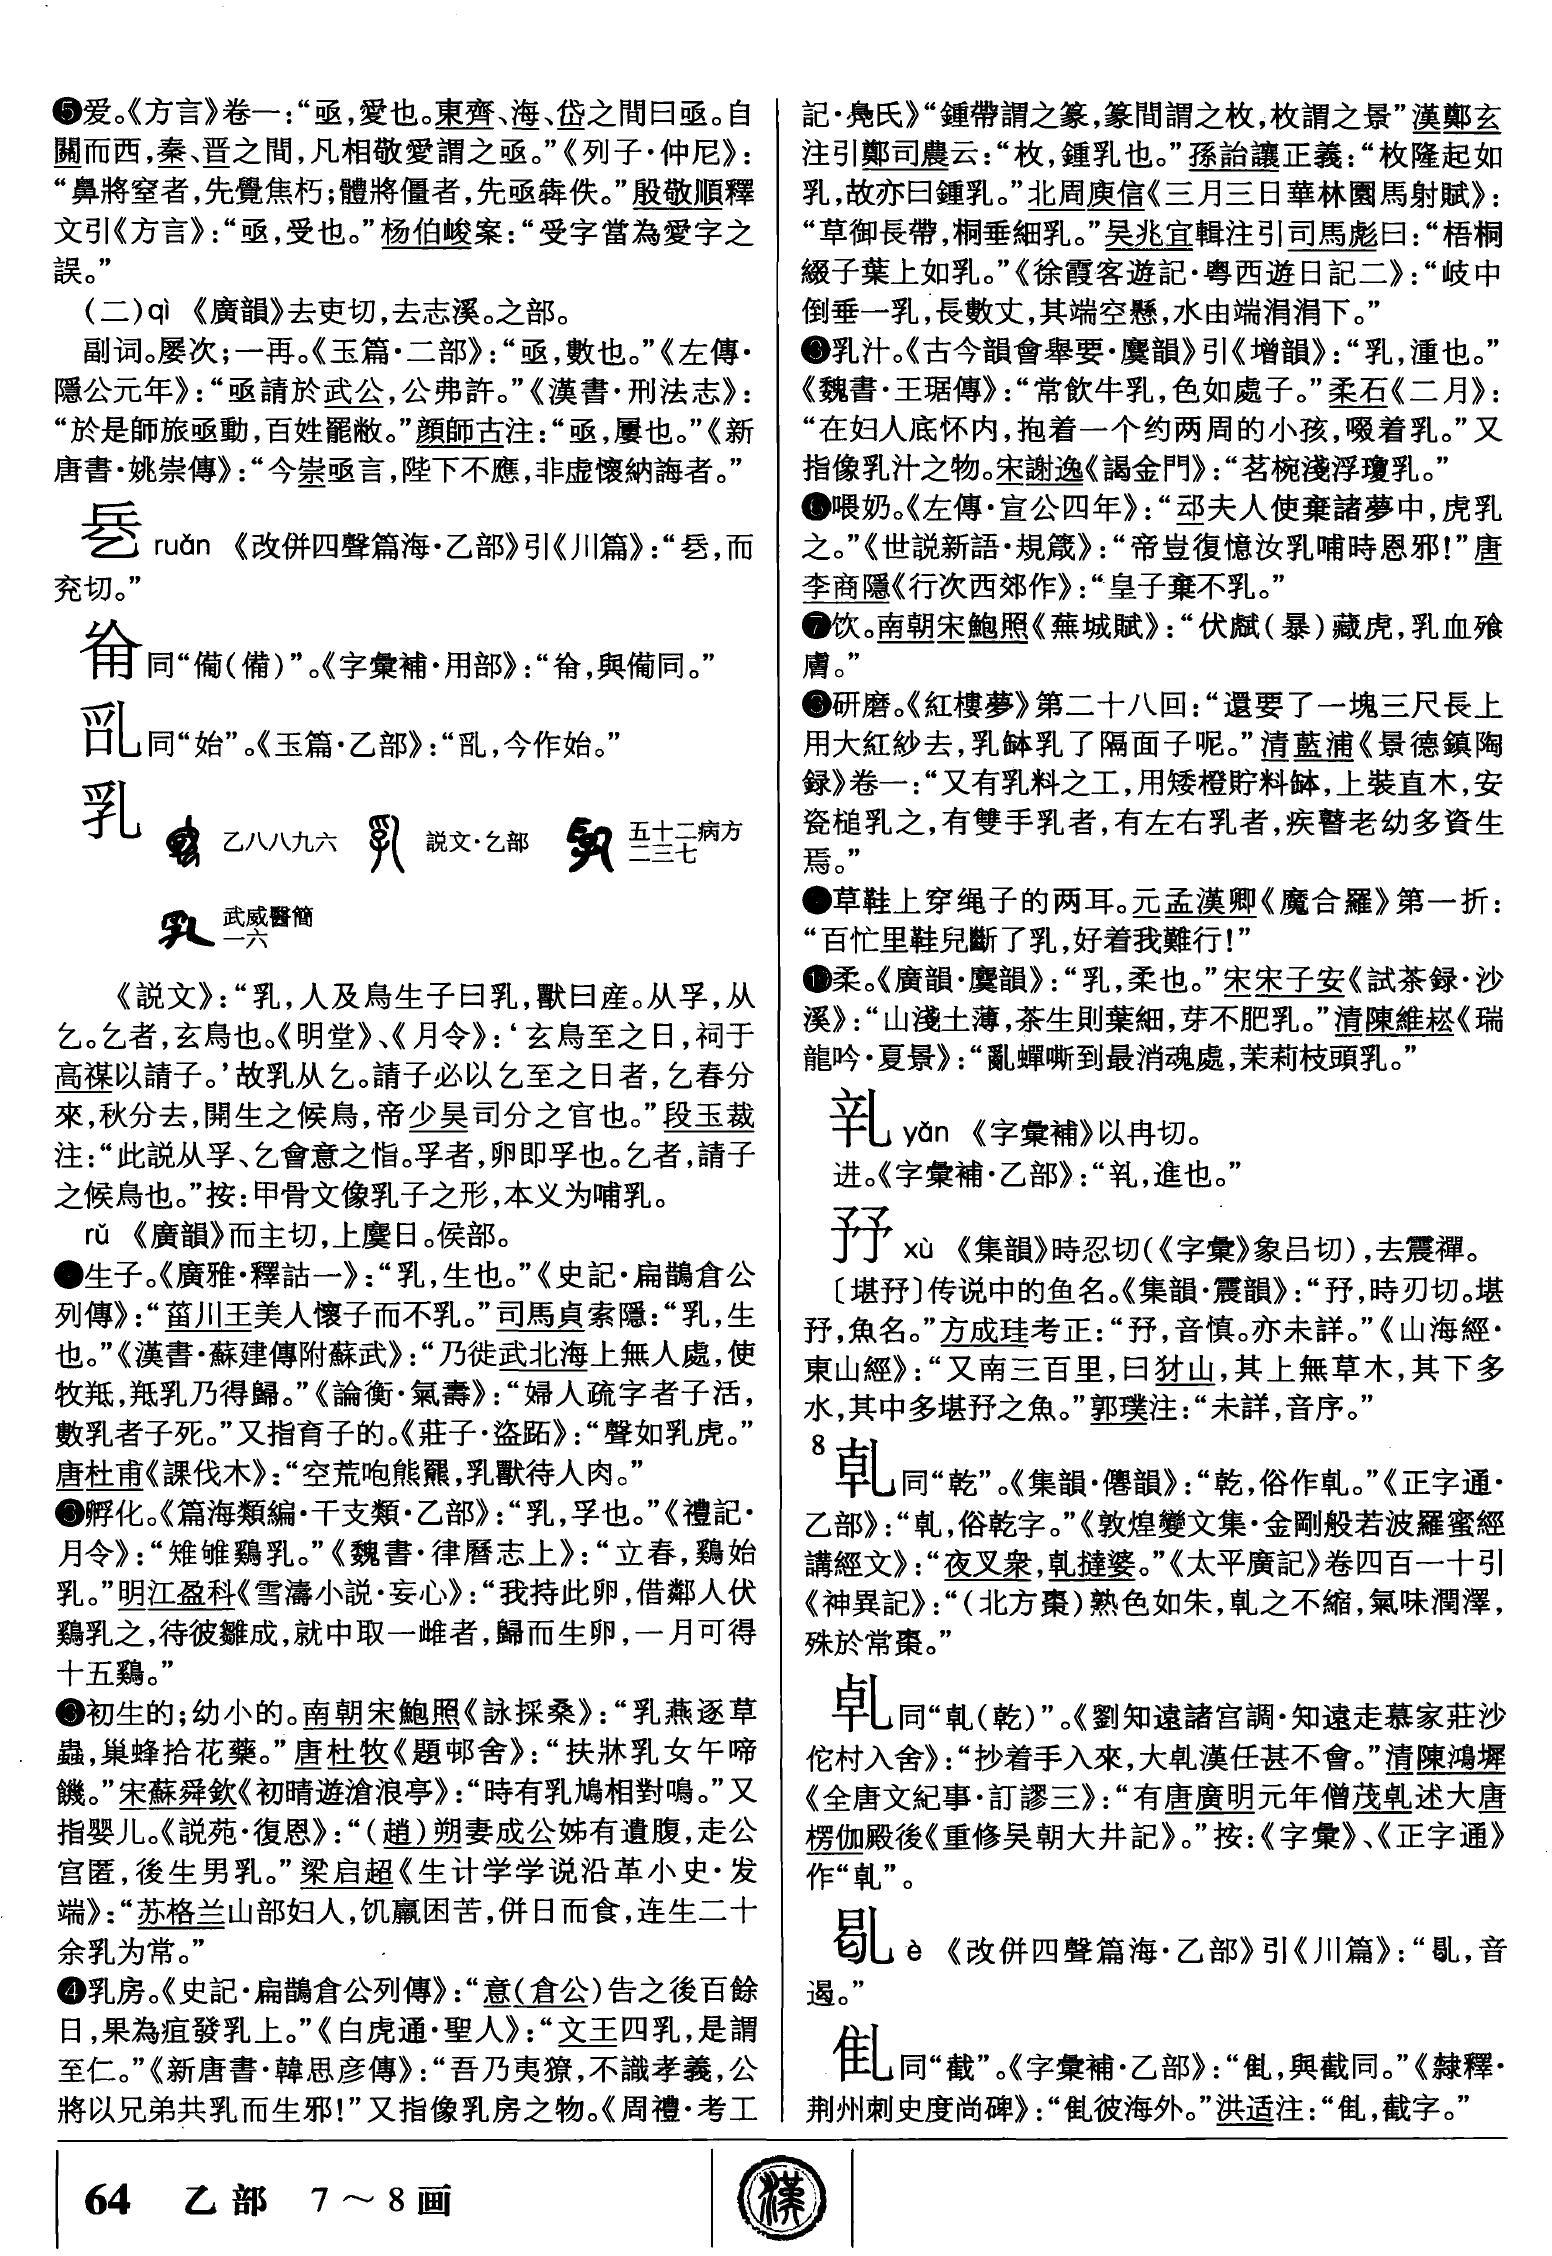 ❺爱。《方言》卷一：“亟，愛也。東齊、海、岱之間曰亟。自
關而西，秦、晋之間，凡相敬愛謂之亟。”《列子·仲尼》：
“鼻將窒者，先覺焦朽；體將僵者，先亟犇佚。”殷敬順釋
文引《方言》：“亟，受也。”杨伯峻案：“受字當為愛字之
誤。”
（二）qì 《廣韻》去吏切，去志溪。之部。
副词。屡次；一再。《玉篇·二部》：“亟，數也。”《左傳·
隱公元年》：“亟請於武公，公弗許。”《漢書·刑法志》：
“於是師旅亟動，百姓罷敝。”顔師古注：“亟，屢也。”《新
唐書·姚崇傳》：“今崇亟言，陛下不應，非虚懷納誨者。”
ruǎn 《改併四聲篇海·乙部》引《川篇》：“，而
兖切。”
同“僃（備）”。《字彙補·用部》：“，與僃同。”
乨同“始”。《玉篇·乙部》：“，今作始。”
乳 乙八八九六 説文·乞部 五十二病方
二三七
武威醫簡
一六
《説文》：“乳，人及鳥生子曰乳，獸曰産。从孚，从
乞。乞者，玄鳥也。《明堂》、《月令》：‘玄鳥至之日，祠于
高禖以請子。’故乳从乞。請子必以乞至之日者，乞春分
來，秋分去，開生之候鳥，帝少昊司分之官也。”段玉裁
注：“此説从孚、乞會意之恉。孚者，卵即孚也。乞者，請子
之候鳥也。”按：甲骨文像乳子之形，本义为哺乳。
rǔ 《廣韻》而主切，上麌日。侯部。
生子。《廣雅·釋詁一》：“乳，生也。”《史記·扁鵲倉公
列傳》：“菑川王美人懷子而不乳。”司馬貞索隱：“乳，生
也。”《漢書·蘇建傳附蘇武》：“乃徙武北海上無人處，使
牧羝，羝乳乃得歸。”《論衡·氣壽》：“婦人疏字者子活，
數乳者子死。”又指育子的。《莊子·盜跖》：“聲如乳虎。”
唐杜甫《課伐木》：“空荒咆熊羆，乳獸待人肉。”
孵化。《篇海類編·干支類·乙部》：“乳，孚也。”《禮記·
月令》：“雉雊鷄乳。”《魏書·律曆志上》：“立春，鷄始
乳。”明江盈科《雪濤小説·妄心》：“我持此卵，借鄰人伏
鷄乳之，待彼雛成，就中取一雌者，歸而生卵，一月可得
十五鷄。”
❸初生的；幼小的。南朝宋鮑照《詠採桑》：“乳燕逐草
蟲，巢蜂拾花蘂。”唐杜牧《題邨舍》：“扶牀乳女午啼
饑。”宋蘇舜欽《初晴遊滄浪亭》：“時有乳鳩相對鳴。”又
指婴儿。《説苑·復恩》：“（趙）朔妻成公姊有遺腹，走公
宫匿，後生男乳。”梁启超《生计学学说沿革小史·发
端》：“苏格兰山部妇人，饥羸困苦，併日而食，连生二十
余乳为常。”
❹乳房。《史記·扁鵲倉公列傳》：“意（倉公）告之後百餘
日，果為疽發乳上。”《白虎通·聖人》：“文王四乳，是謂
至仁。”《新唐書·韓思彦傳》：“吾乃夷獠，不識孝義，公
將以兄弟共乳而生邪！”又指像乳房之物。《周禮·考工
記·鳧氏》“鍾帶謂之篆，篆間謂之枚，枚謂之景”漢鄭玄
注引鄭司農云：“枚，鍾乳也。”孫詒讓正義：“枚隆起如
乳，故亦曰鍾乳。”北周庾信《三月三日華林園馬射賦》：
“草御長帶，桐垂細乳。”吴兆宜輯注引司馬彪曰：“梧桐
綴子葉上如乳。”《徐霞客遊記·粤西遊日記二》：“岐中
倒垂一乳，長數丈，其端空懸，水由端涓涓下。”
乳汁。《古今韻會舉要·麌韻》引《增韻》：“乳，湩也。”
《魏書·王琚傳》：“常飲牛乳，色如處子。”柔石《二月》：
“在妇人底怀内，抱着一个约两周的小孩，啜着乳。”又
指像乳汁之物。宋謝逸《謁金門》：“茗椀淺浮瓊乳。”
喂奶。《左傳·宣公四年》：“䢵夫人使棄諸夢中，虎乳
之。”《世説新語·規箴》：“帝豈復憶汝乳哺時恩邪！”唐
李商隱《行次西郊作》：“皇子棄不乳。”
❼饮。南朝宋鮑照《蕪城賦》：“伏虣（暴）藏虎，乳血飧
膚。”
研磨。《紅樓夢》第二十八回：“還要了一塊三尺長上
用大紅紗去，乳缽乳了隔面子呢。”清藍浦《景德鎮陶
録》卷一：“又有乳料之工，用矮橙貯料缽，上裝直木，安
瓷槌乳之，有雙手乳者，有左右乳者，疾瞽老幼多資生
焉。”
草鞋上穿绳子的两耳。元孟漢卿《魔合羅》第一折：
“百忙里鞋兒斷了乳，好着我難行！”
柔。《廣韻·麌韻》：“乳，柔也。”宋宋子安《試茶録·沙
溪》：“山淺土薄，茶生則葉細，芽不肥乳。”清陳維崧《瑞
龍吟·夏景》：“亂蟬嘶到最消魂處，茉莉枝頭乳。”
yǎn 《字彙補》以冉切。
进。《字彙補·乙部》：“，進也。”
㐨xù 《集韻》時忍切（《字彙》象吕切），去震禪。
〔堪㐨〕传说中的鱼名。《集韻·震韻》：“㐨，時刃切。堪
㐨，魚名。”方成珪考正：“㐨，音慎。亦未詳。”《山海經·
東山經》：“又南三百里，曰犲山，其上無草木，其下多
水，其中多堪㐨之魚。”郭璞注：“未詳，音序。”
8 乹同“乾”。《集韻·僊韻》：“乾，俗作乹。”《正字通·
乙部》：“乹，俗乾字。”《敦煌變文集·金剛般若波羅蜜經
講經文》：“夜叉衆，乹撻婆。”《太平廣記》卷四百一十引
《神異記》：“（北方棗）熟色如朱，乹之不縮，氣味潤澤，
殊於常棗。”
同“乹（乾）”。《劉知遠諸宫調·知遠走慕家莊沙
佗村入舍》：“抄着手入來，大漢任甚不會。”清陳鴻墀
《全唐文紀事·訂謬三》：“有唐廣明元年僧茂述大唐
楞伽殿後《重修吴朝大井記》。”按：《字彙》、《正字通》
作“乹”。
è 《改併四聲篇海·乙部》引《川篇》：“，音
遏。”
同“截”。《字彙補·乙部》：“，與截同。”《隸釋·
荆州刺史度尚碑》：“彼海外。”洪适注：“，截字。”
64 乙部 7～8画
漢